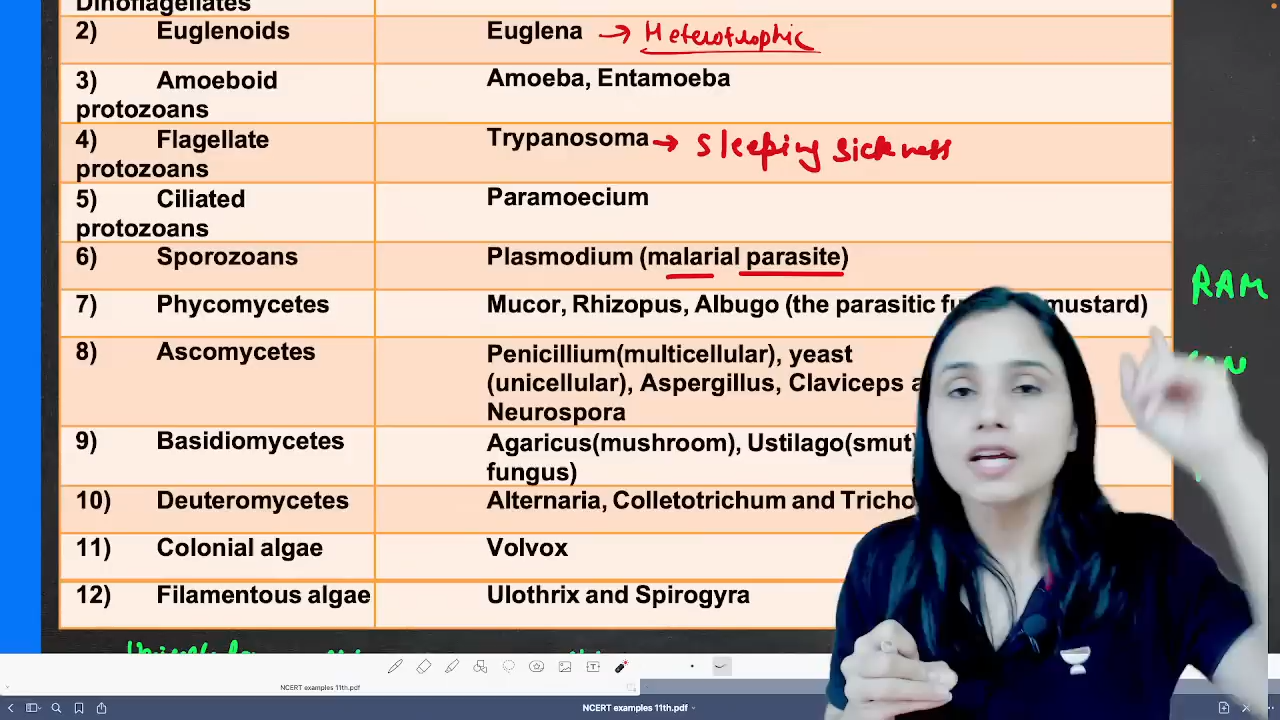 Dinoflagellates
2) Euglenoids Euglena → Heterotrophic
3) Amoeboid protozoans Amoeba, Entamoeba
4) Flagellate protozoans Trypanosoma → Sleeping sickness
5) Ciliated protozoans Paramoecium
6) Sporozoans Plasmodium (malarial parasite)
RAM
7) Phycomycetes Mucor, Rhizopus, Albugo (the parasitic mustard)
8) Ascomycetes Penicillium(multicellular), yeast
(unicellular), Aspergillus, Claviceps
Neurospora
9) Basidiomycetes Agaricus(mushroom), Ustilago(smut)
fungus)
10) Deuteromycetes Alternaria, Colletotrichum and
11) Colonial algae Volvox
12) Filamentous algae Ulothrix and Spirogyra
NCERT examples 11th.pdf
NCERT examples 11th.pdf